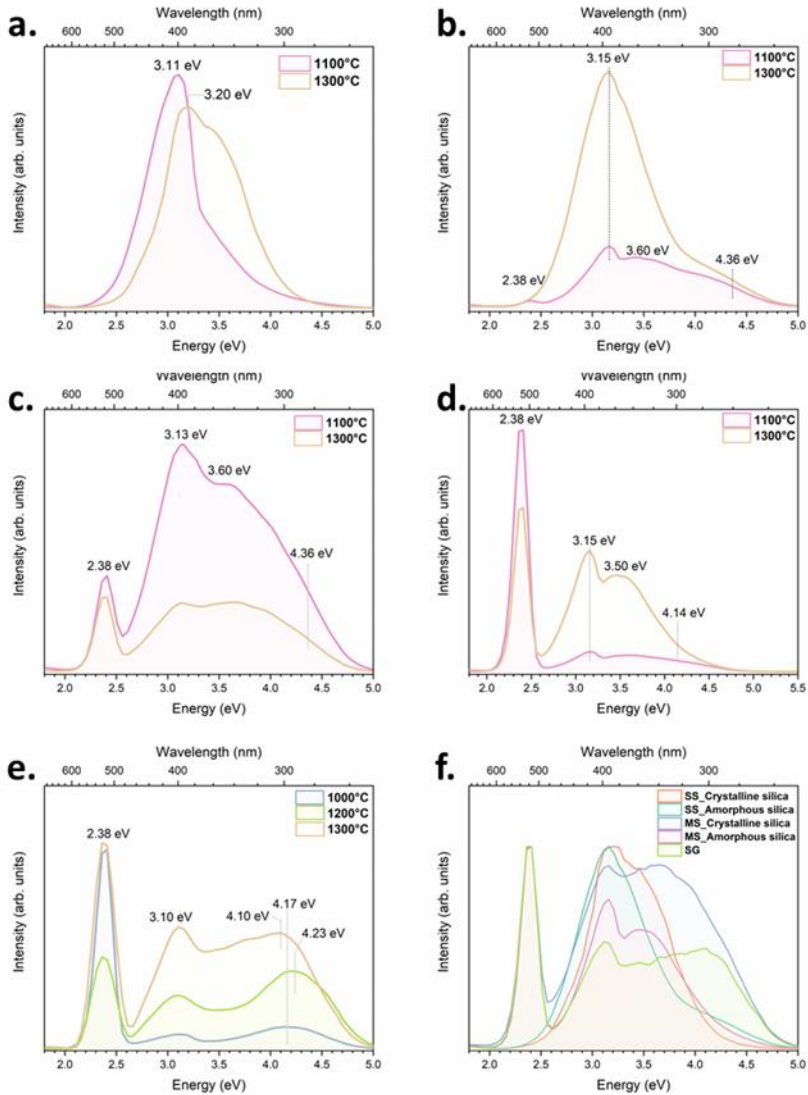 Wavelength (nm)
600 500 400 300
a.
3.11 eV
3.20 eV
1100°C
1300°C
Intensity (arb. units)
2.0 2.5 3.0 3.5 4.0 4.5 5.0
Energy (eV)
Wavelength (nm)
600 500 400 300
b.
3.15 eV
1100°C
1300°C
2.38 eV
3.60 eV
4.36 eV
Intensity (arb. units)
2.0 2.5 3.0 3.5 4.0 4.5 5.0
Energy (eV)
Wavelength (nm)
600 500 400 300
c.
3.13 eV
1100°C
1300°C
3.60 eV
2.38 eV
4.36 eV
Intensity (arb. units)
2.0 2.5 3.0 3.5 4.0 4.5 5.0
Energy (eV)
Wavelength (nm)
600 500 400 300
d.
2.38 eV
1100°C
1300°C
3.15 eV
3.50 eV
4.14 eV
Intensity (arb. units)
2.0 2.5 3.0 3.5 4.0 4.5 5.0 5.5
Energy (eV)
Wavelength (nm)
600 500 400 300
e.
2.38 eV
1000°C
1200°C
1300°C
4.17 eV
3.10 eV
4.10 eV
4.23 eV
Intensity (arb. units)
2.0 2.5 3.0 3.5 4.0 4.5 5.0
Energy (eV)
Wavelength (nm)
600 500 400 300
f.
SS_Crystalline silica
SS_Amorphous silica
MS_Crystalline silica
MS_Amorphous silica
SG
Intensity (arb. units)
2.0 2.5 3.0 3.5 4.0 4.5 5.0
Energy (eV)